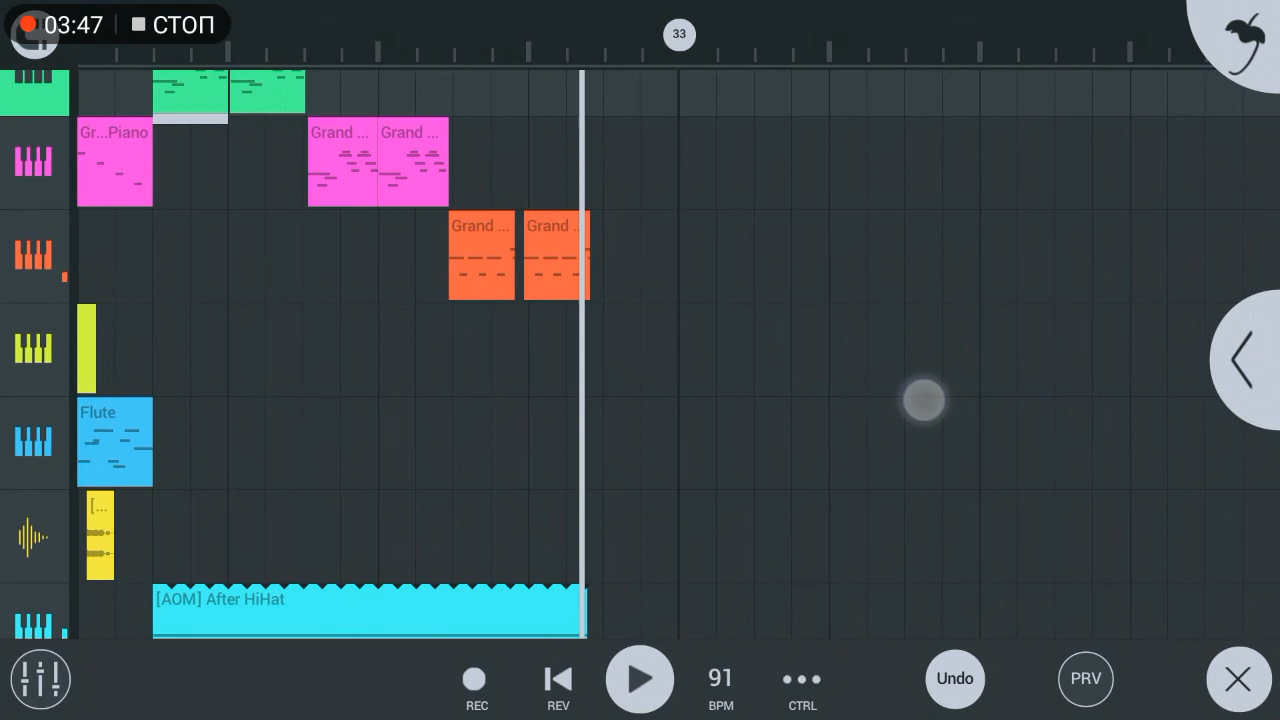 03:47
СТОП
33
Gr...Piano
Grand ...
Grand ...
Grand ...
Grand ..
Flute
[...
[AOM] After HiHat
REC
REV
91
BPM
CTRL
Undo
PRV